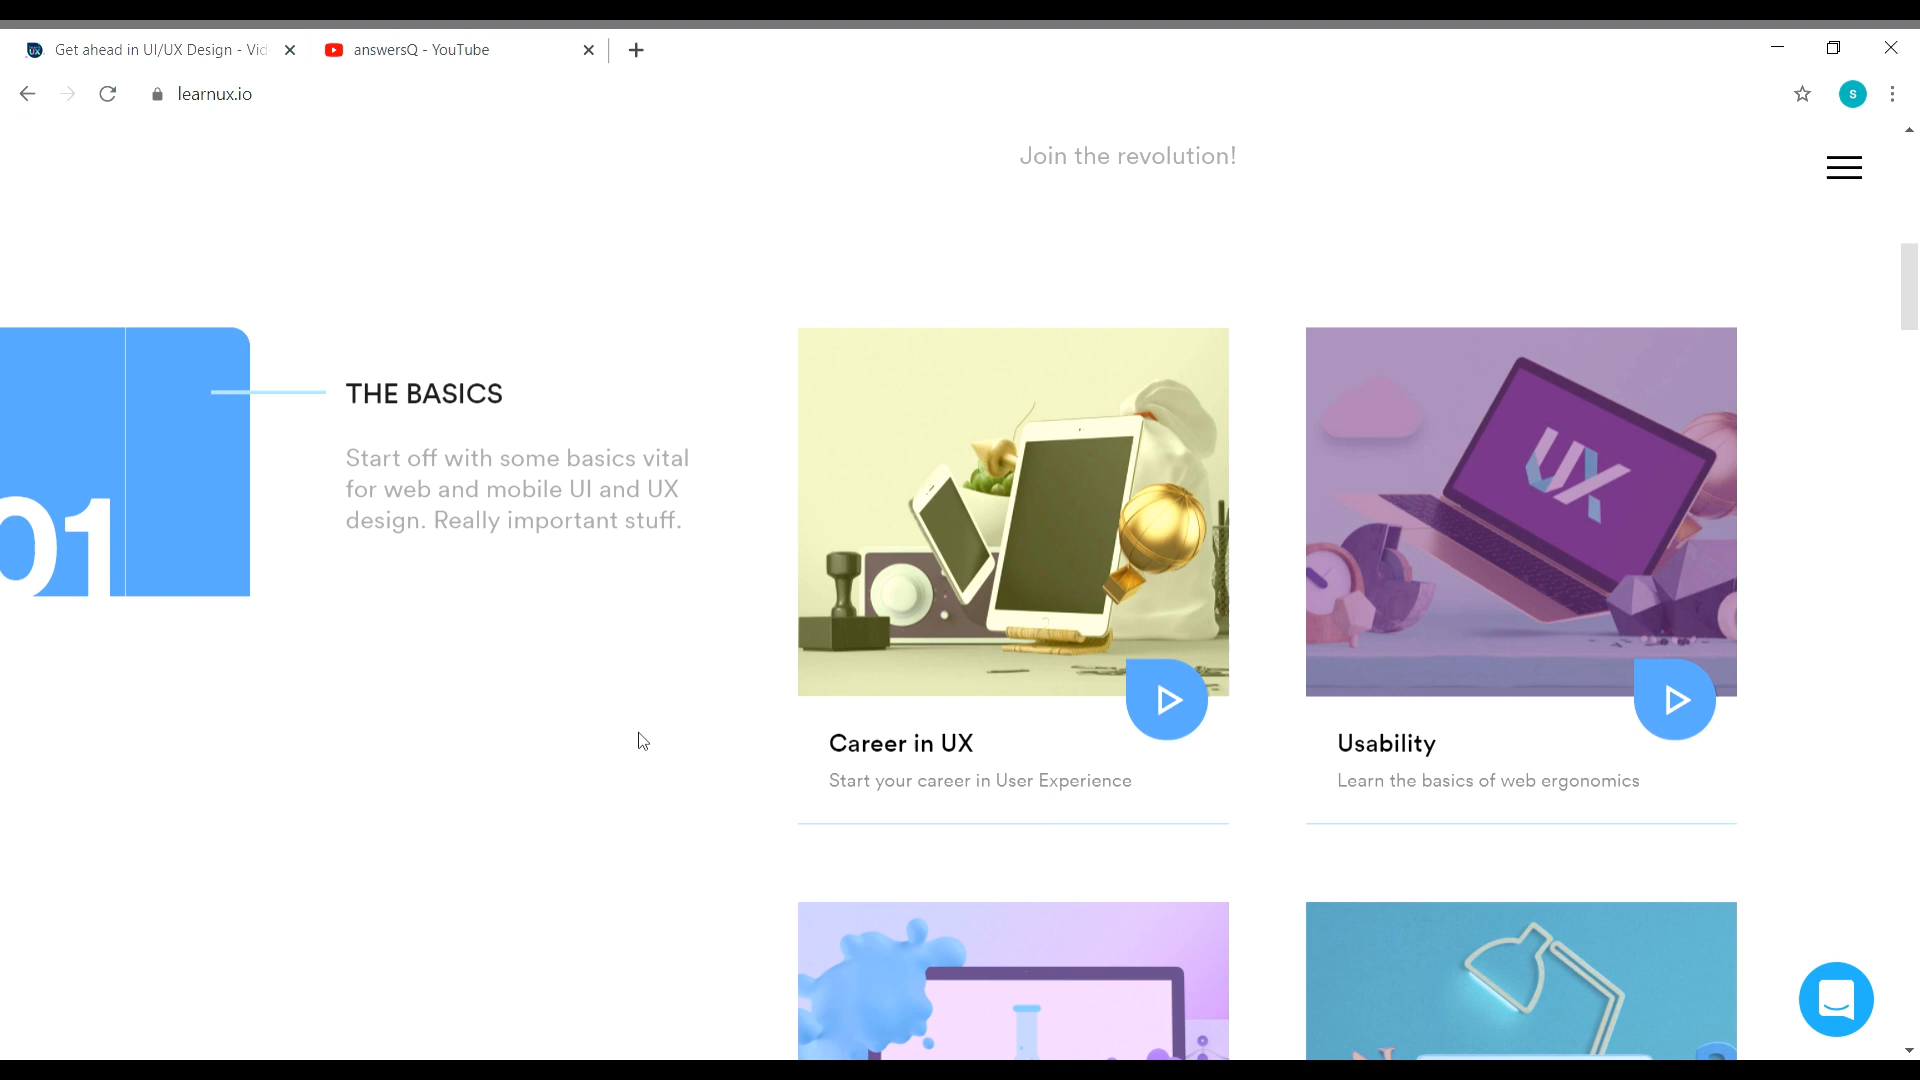 Get ahead in UI/UX Design - Vid
answersQ - YouTube
learnux.io
S
Join the revolution!
01
THE BASICS
Start off with some basics vital
for web and mobile UI and UX
design. Really important stuff.
UX
Career in UX
Start your career in User Experience
Usability
Learn the basics of web ergonomics